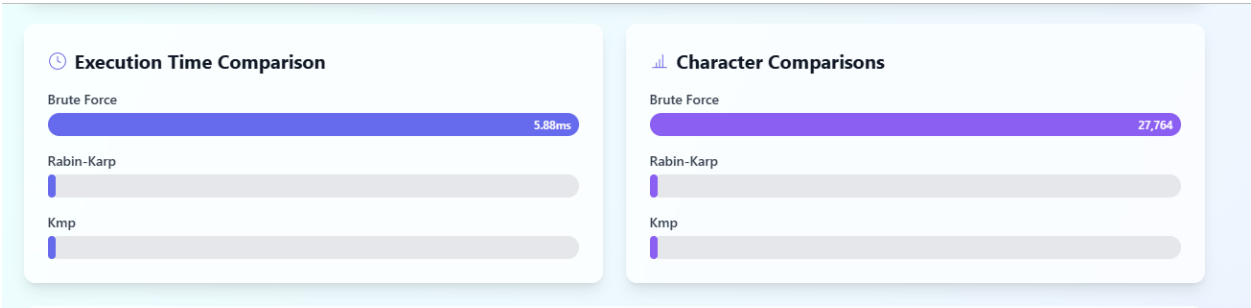 Execution Time Comparison
Brute Force
5.88ms
Rabin-Karp
Kmp
Character Comparisons
Brute Force
27,764
Rabin-Karp
Kmp